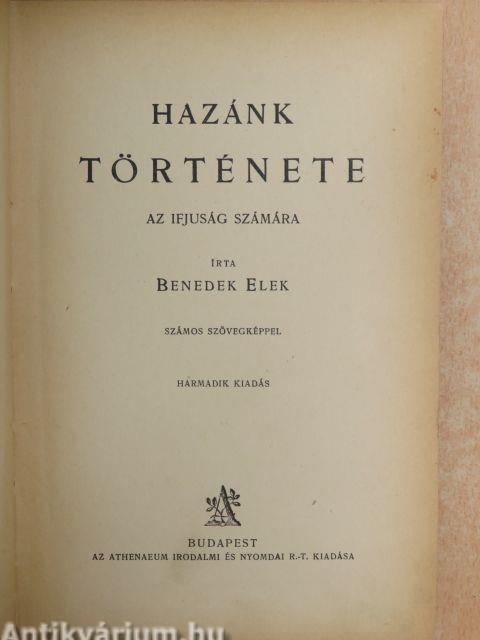 HAZÁNK
TÖRTÉNETE
AZ IFJUSÁG SZÁMÁRA
IRTA
BENEDEK ELEK
SZÁMOS SZÖVEGKÉPPEL
HARMADIK KIADÁS
A
BUDAPEST
AZ ATHENAEUM IRODALMI ÉS NYOMDAI R.-T. KIADÁSA
Antikvárium.hu